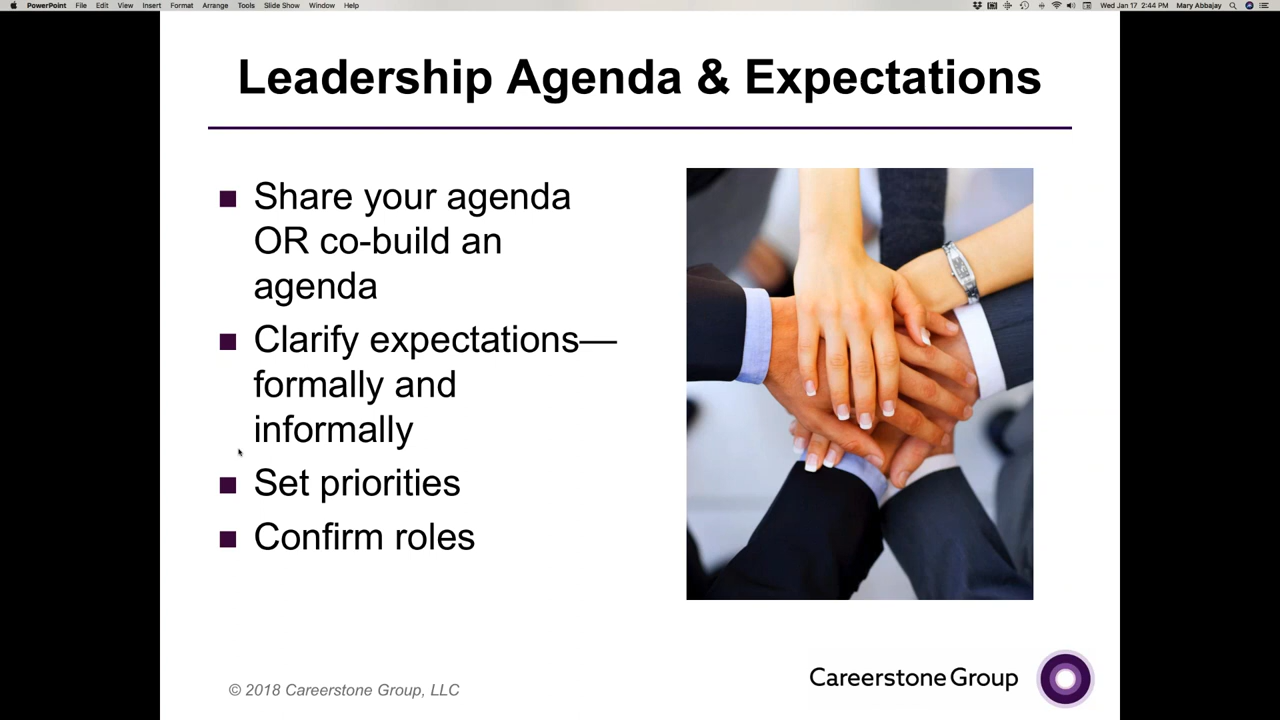 PowerPoint File Edit View Insert Format Arrange Tools Slide Show Window Help Wed Jan 17 2:44 PM Mary Abbajay
Leadership Agenda & Expectations
Share your agenda
OR co-build an
agenda
Clarify expectations—
formally and
informally
Set priorities
Confirm roles
© 2018 Careerstone Group, LLC
Careerstone Group